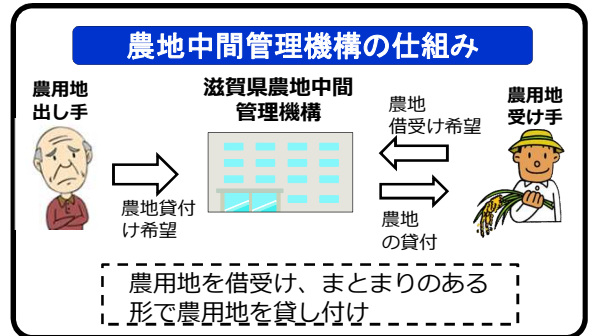 農地中間管理機構の仕組み
農用地
出し手
滋賀県農地中間
管理機構
農地
借受け希望
農用地
受け手
農地貸付
け希望
農地
の貸付
農用地を借受け、まとまりのある
形で農用地を貸し付け